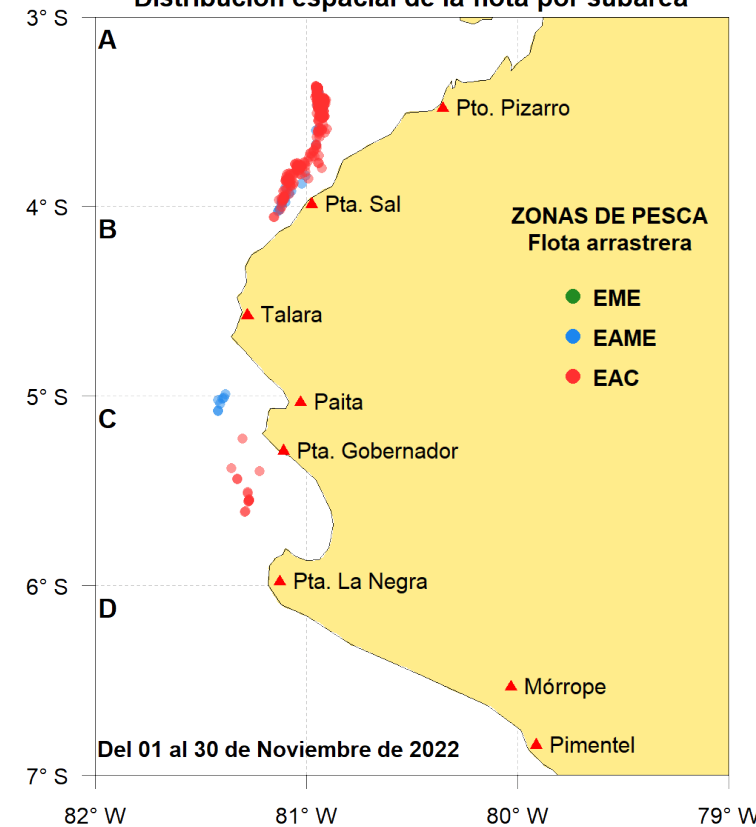 Distribución espacial de la flota por subárea
3° S
A
Pto. Pizarro
4° S
Pta. Sal
B
ZONAS DE PESCA
Flota arrastrera
EME
Talara
EAME
EAC
5° S
Paita
C
Pta. Gobernador
Pta. La Negra
6° S
D
Mórrope
Pimentel
Del 01 al 30 de Noviembre de 2022
7° S
82° W
81° W
80° W
79° W